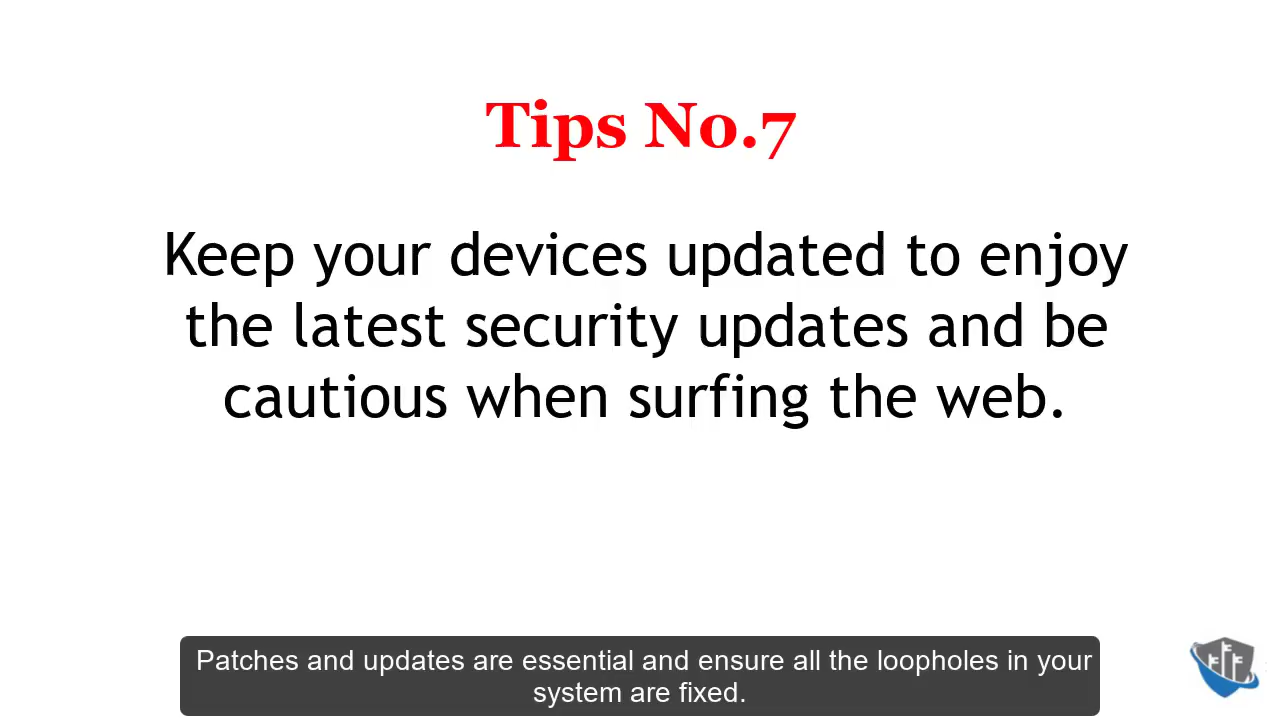 Tips No.7
Keep your devices updated to enjoy
the latest security updates and be
cautious when surfing the web.
Patches and updates are essential and ensure all the loopholes in your
system are fixed.